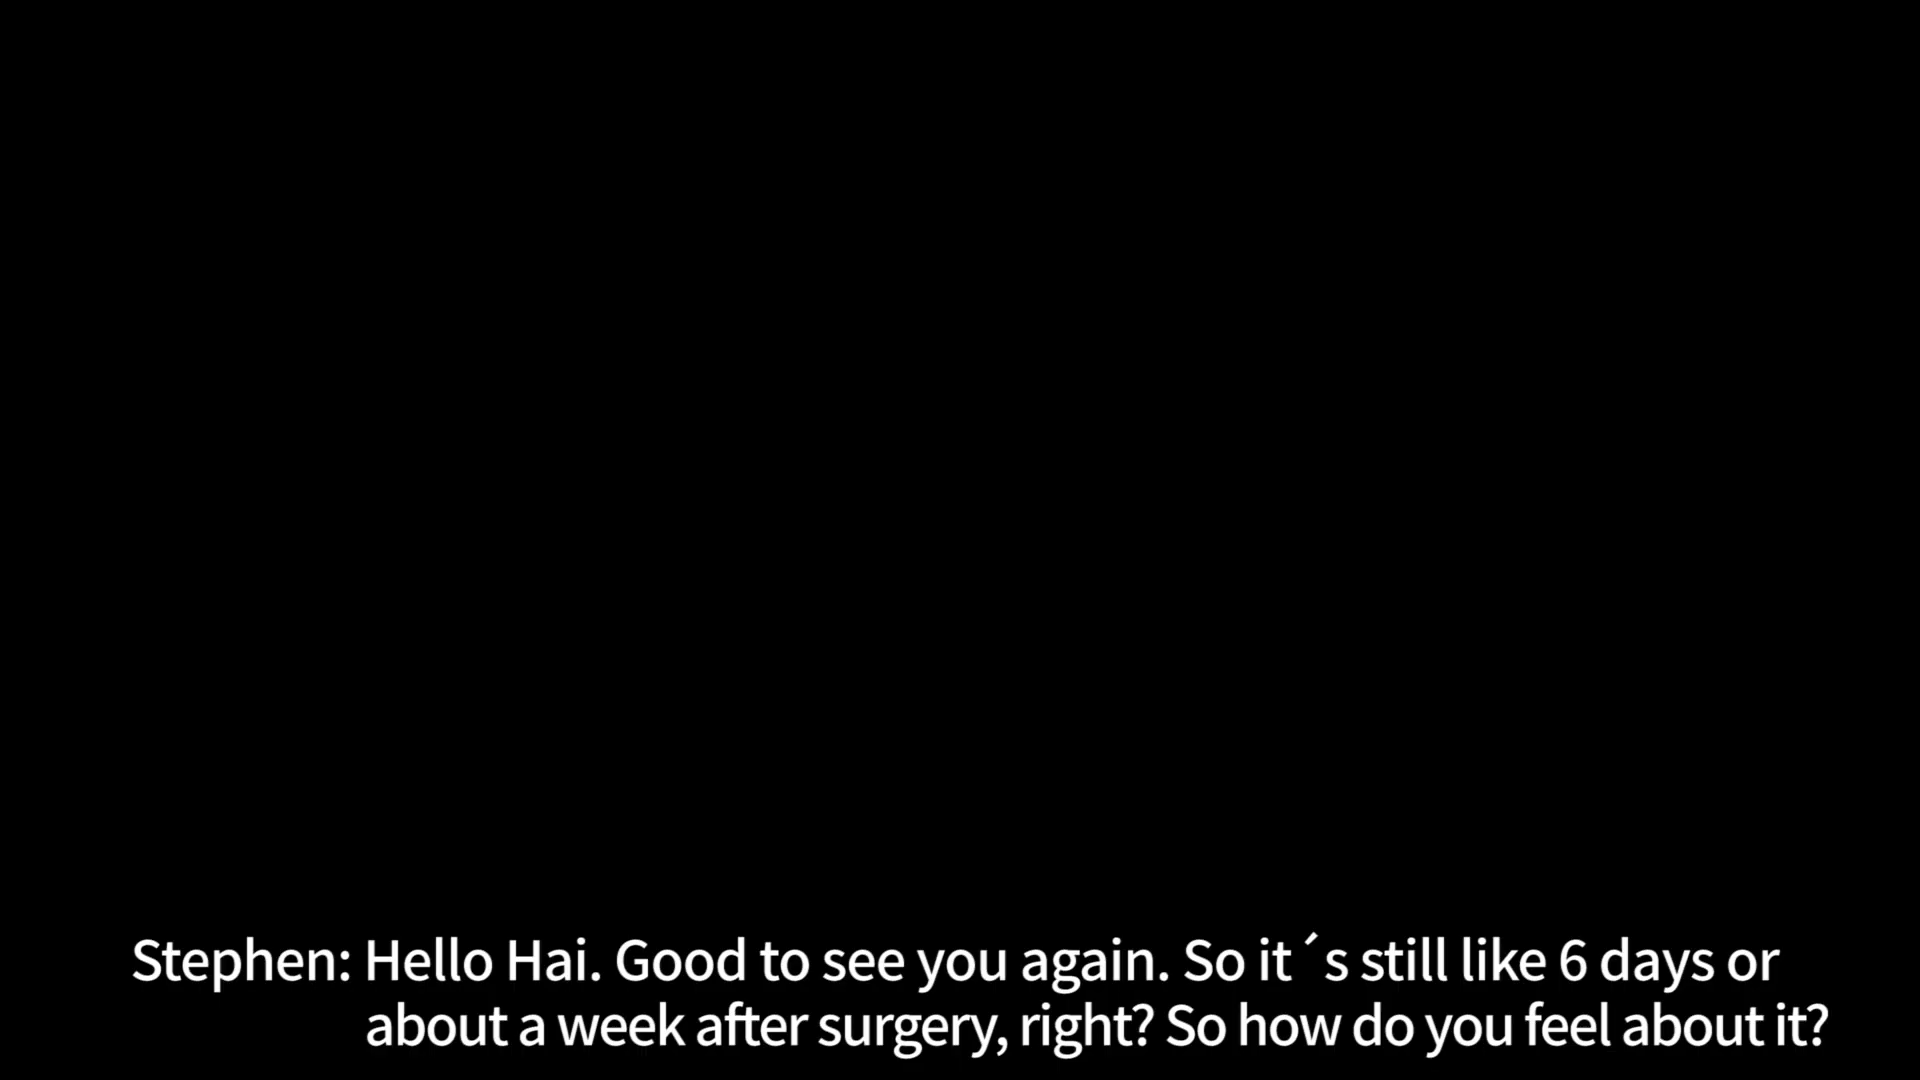 Stephen: Hello Hai. Good to see you again. So it´s still like 6 days or
about a week after surgery, right? So how do you feel about it?